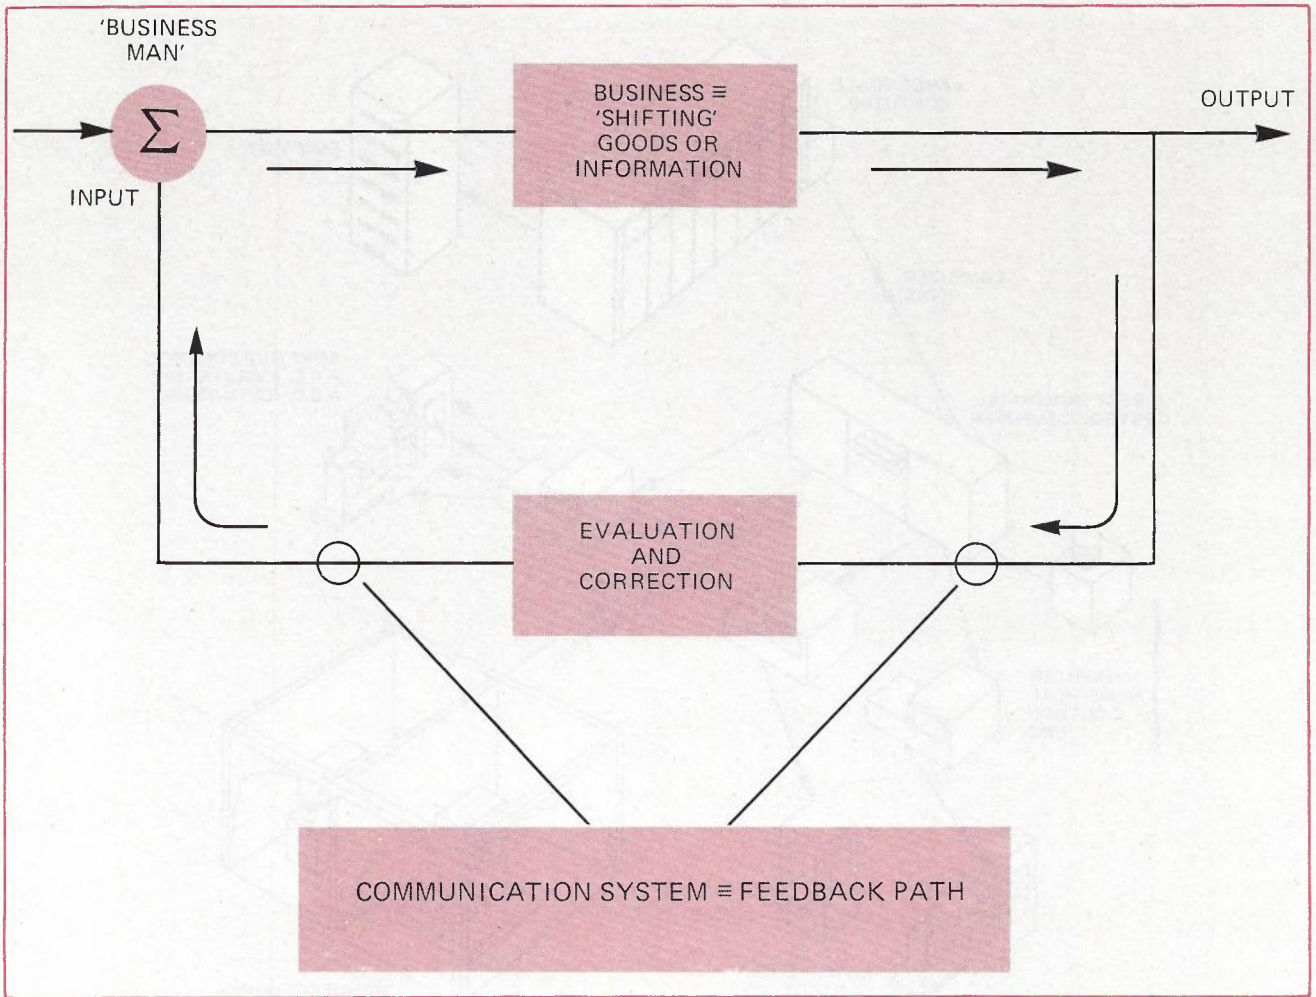 'BUSINESS
MAN'
Σ
INPUT
BUSINESS ≡
'SHIFTING'
GOODS OR
INFORMATION
OUTPUT
EVALUATION
AND
CORRECTION
COMMUNICATION SYSTEM ≡ FEEDBACK PATH